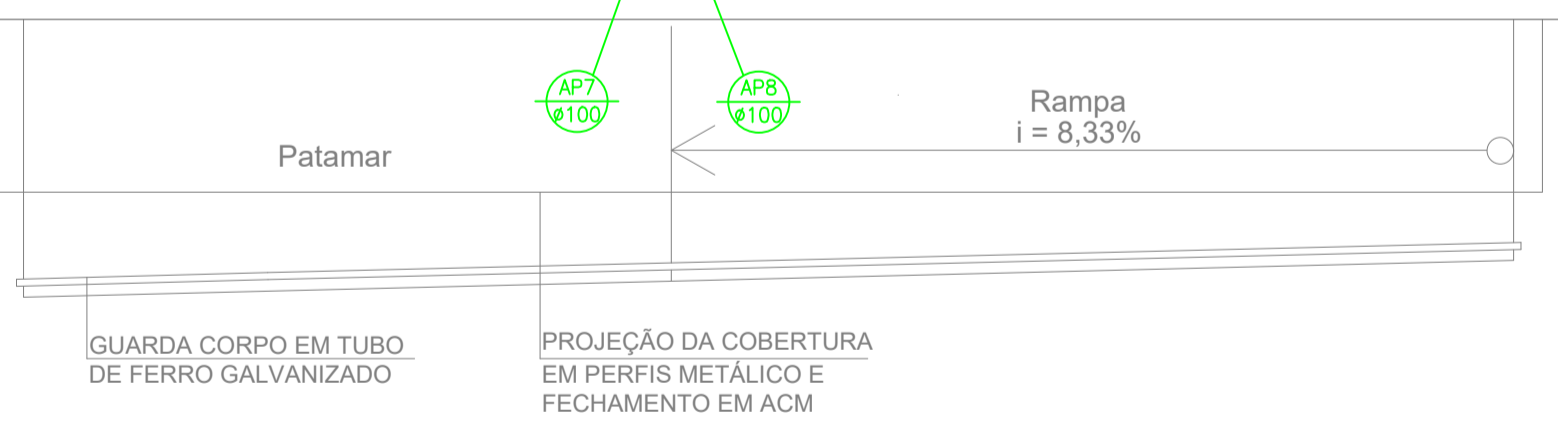 AP7
ø100
AP8
ø100
Rampa
i = 8,33%
Patamar
GUARDA CORPO EM TUBO
DE FERRO GALVANIZADO
PROJEÇÃO DA COBERTURA
EM PERFIS METÁLICO E
FECHAMENTO EM ACM